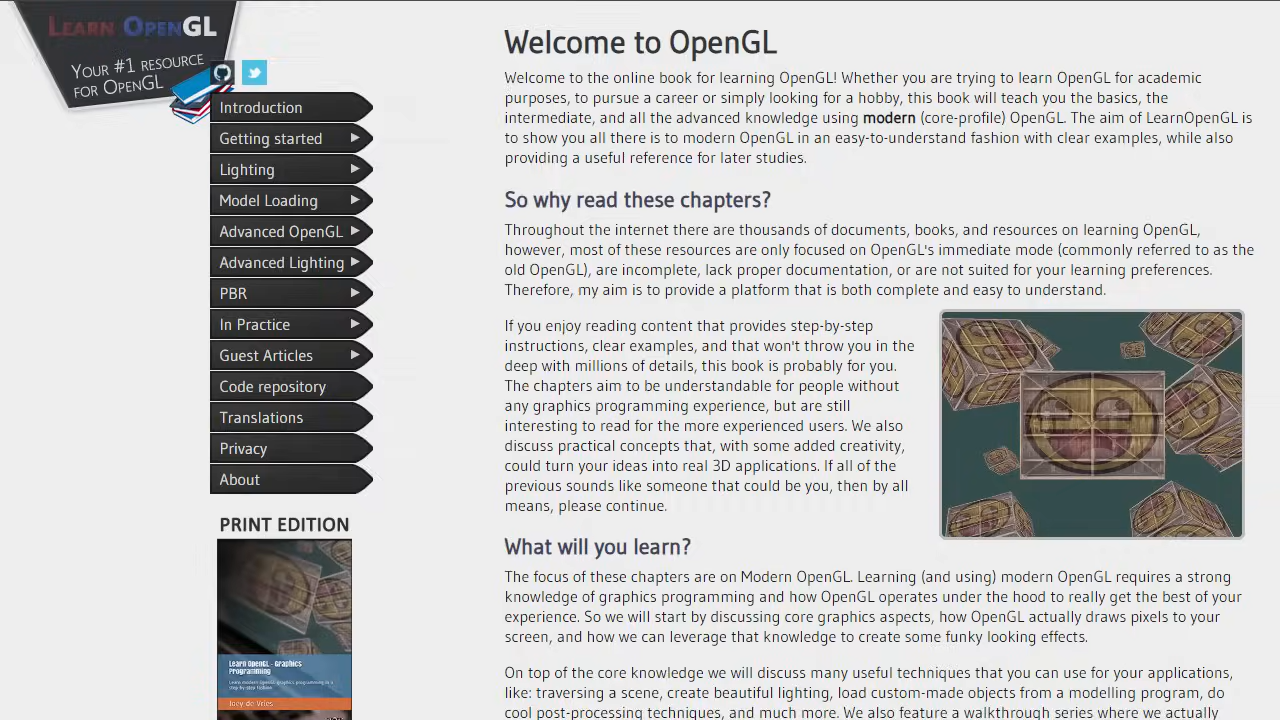 LEARN OPENGL
YOUR #1 RESOURCE
FOR OPENGL
Introduction
Getting started
Lighting
Model Loading
Advanced OpenGL
Advanced Lighting
PBR
In Practice
Guest Articles
Code repository
Translations
Privacy
About
PRINT EDITION
Learn OpenGL - Graphics
Programming
Learn modern OpenGL graphics programming in a
step-by-step fashion
Joey de Vries
Welcome to OpenGL
Welcome to the online book for learning OpenGL! Whether you are trying to learn OpenGL for academic
purposes, to pursue a career or simply looking for a hobby, this book will teach you the basics, the
intermediate, and all the advanced knowledge using modern (core-profile) OpenGL. The aim of LearnOpenGL is
to show you all there is to modern OpenGL in an easy-to-understand fashion with clear examples, while also
providing a useful reference for later studies.
So why read these chapters?
Throughout the internet there are thousands of documents, books, and resources on learning OpenGL,
however, most of these resources are only focused on OpenGL's immediate mode (commonly referred to as the
old OpenGL), are incomplete, lack proper documentation, or are not suited for your learning preferences.
Therefore, my aim is to provide a platform that is both complete and easy to understand.
If you enjoy reading content that provides step-by-step
instructions, clear examples, and that won't throw you in the
deep with millions of details, this book is probably for you.
The chapters aim to be understandable for people without
any graphics programming experience, but are still
interesting to read for the more experienced users. We also
discuss practical concepts that, with some added creativity,
could turn your ideas into real 3D applications. If all of the
previous sounds like someone that could be you, then by all
means, please continue.
What will you learn?
The focus of these chapters are on Modern OpenGL. Learning (and using) modern OpenGL requires a strong
knowledge of graphics programming and how OpenGL operates under the hood to really get the best of your
experience. So we will start by discussing core graphics aspects, how OpenGL actually draws pixels to your
screen, and how we can leverage that knowledge to create some funky looking effects.
On top of the core knowledge we will discuss many useful techniques that you can use for your applications,
like: traversing a scene, create beautiful lighting, load custom-made objects from a modelling program, do
cool post-processing techniques, and much more. We also feature a walkthrough series where we actually